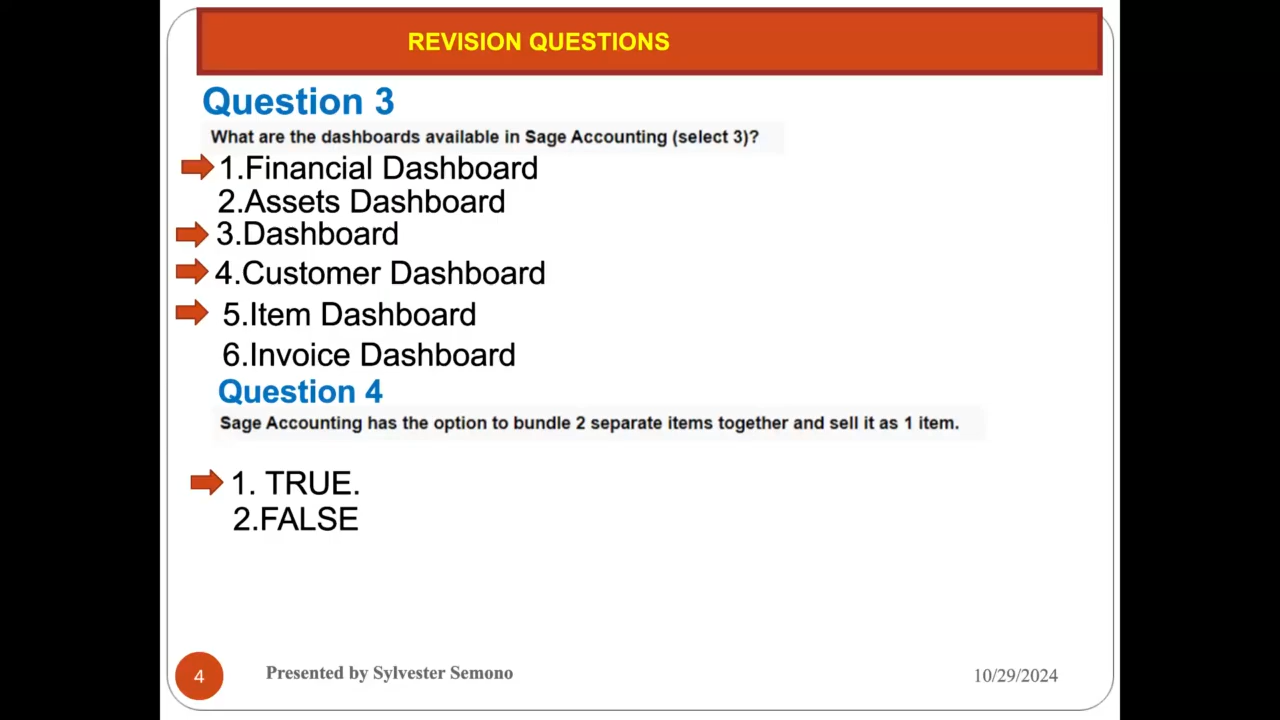 REVISION QUESTIONS
Question 3
What are the dashboards available in Sage Accounting (select 3)?
1.Financial Dashboard
2.Assets Dashboard
3.Dashboard
4.Customer Dashboard
5.Item Dashboard
6.Invoice Dashboard
Question 4
Sage Accounting has the option to bundle 2 separate items together and sell it as 1 item.
1. TRUE.
2.FALSE
4
Presented by Sylvester Semono
10/29/2024